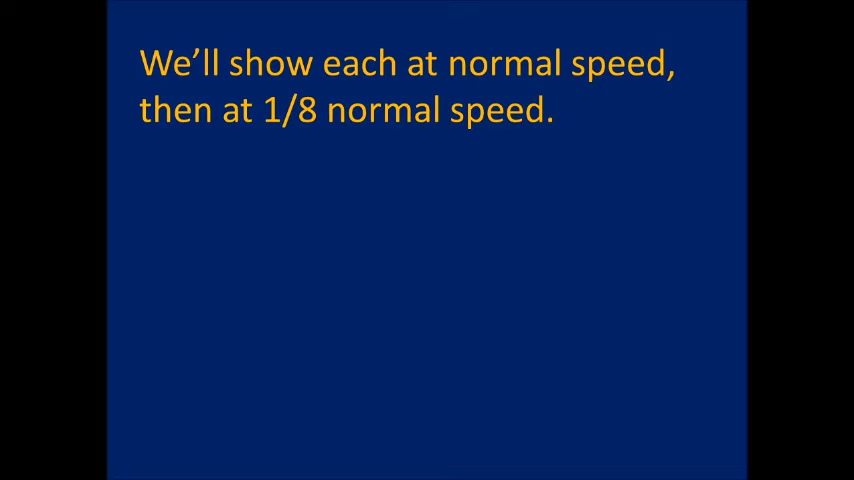 We’ll show each at normal speed,
then at 1/8 normal speed.